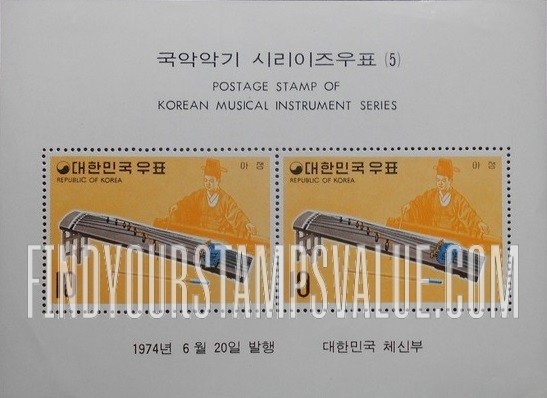 국악악기 시리이즈우표 (5)
POSTAGE STAMP OF
KOREAN MUSICAL INSTRUMENT SERIES
대한민국우표 아쟁
REPUBLIC OF KOREA
10
대한민국우표 아쟁
REPUBLIC OF KOREA
10
FINDYOURSTAMPSVALUE.COM
1974년 6월 20일 발행 대한민국 체신부